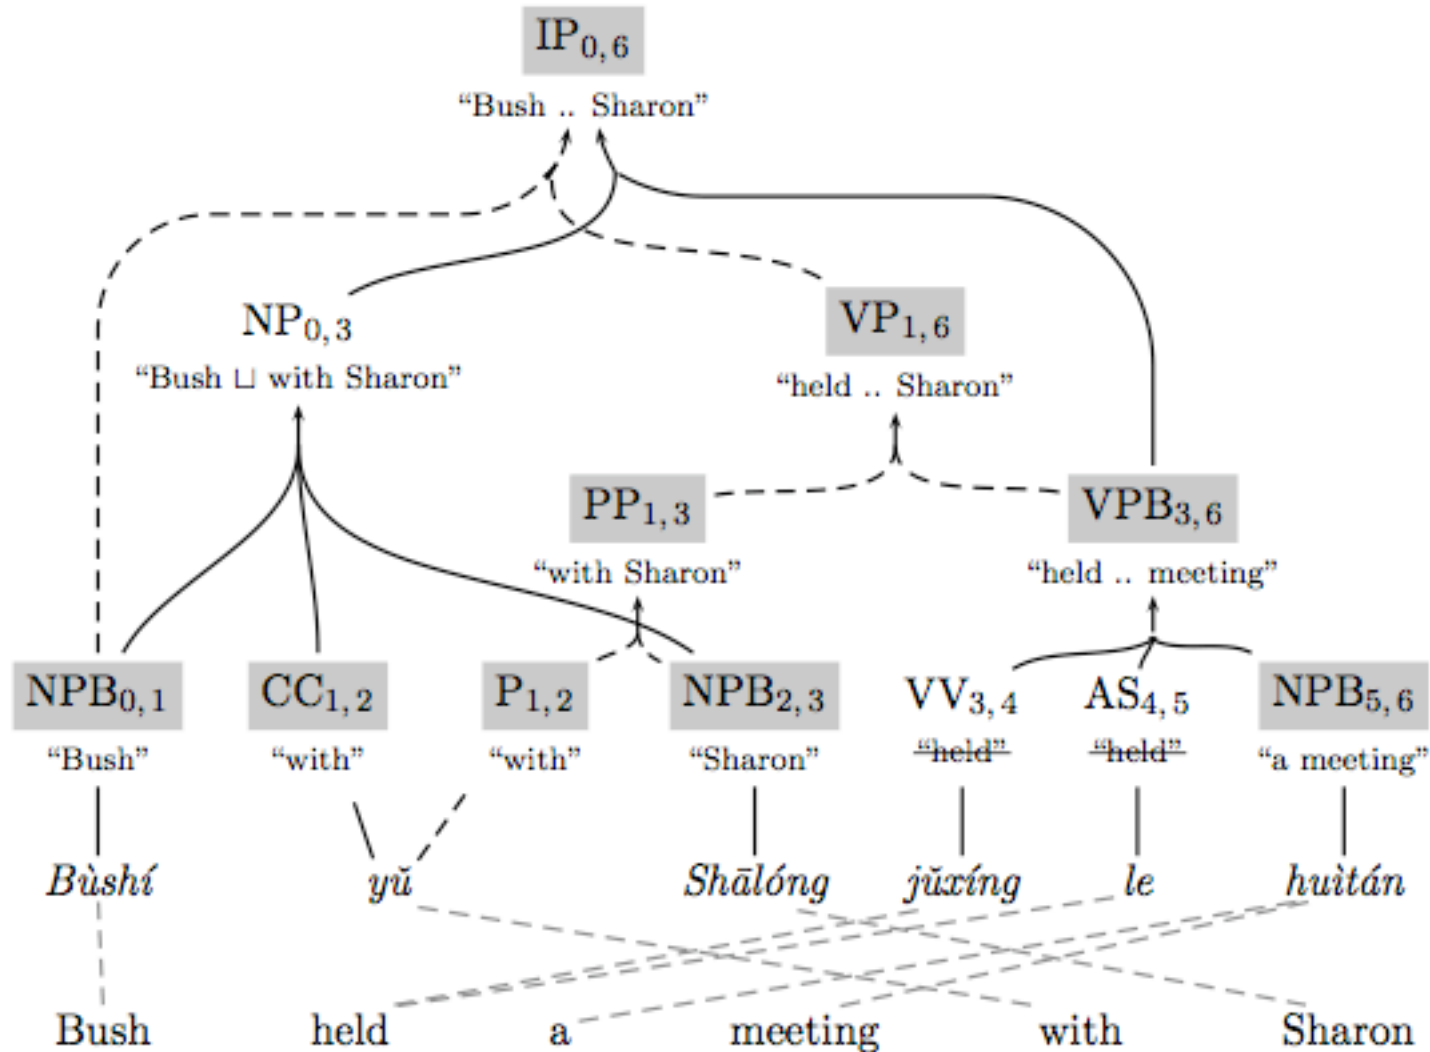 IP0,6
“Bush .. Sharon”
NP0,3
VP1,6
“Bush ⊔ with Sharon”
“held .. Sharon”
PP1,3
VPB3,6
“with Sharon”
“held .. meeting”
NPB0,1 CC1,2 P1,2 NPB2,3 VV3,4 AS4,5 NPB5,6
“Bush” “with” “with” “Sharon” “held” “held” “a meeting”
Bùshí yǔ Shālóng jǔxíng le huìtán
Bush held a meeting with Sharon